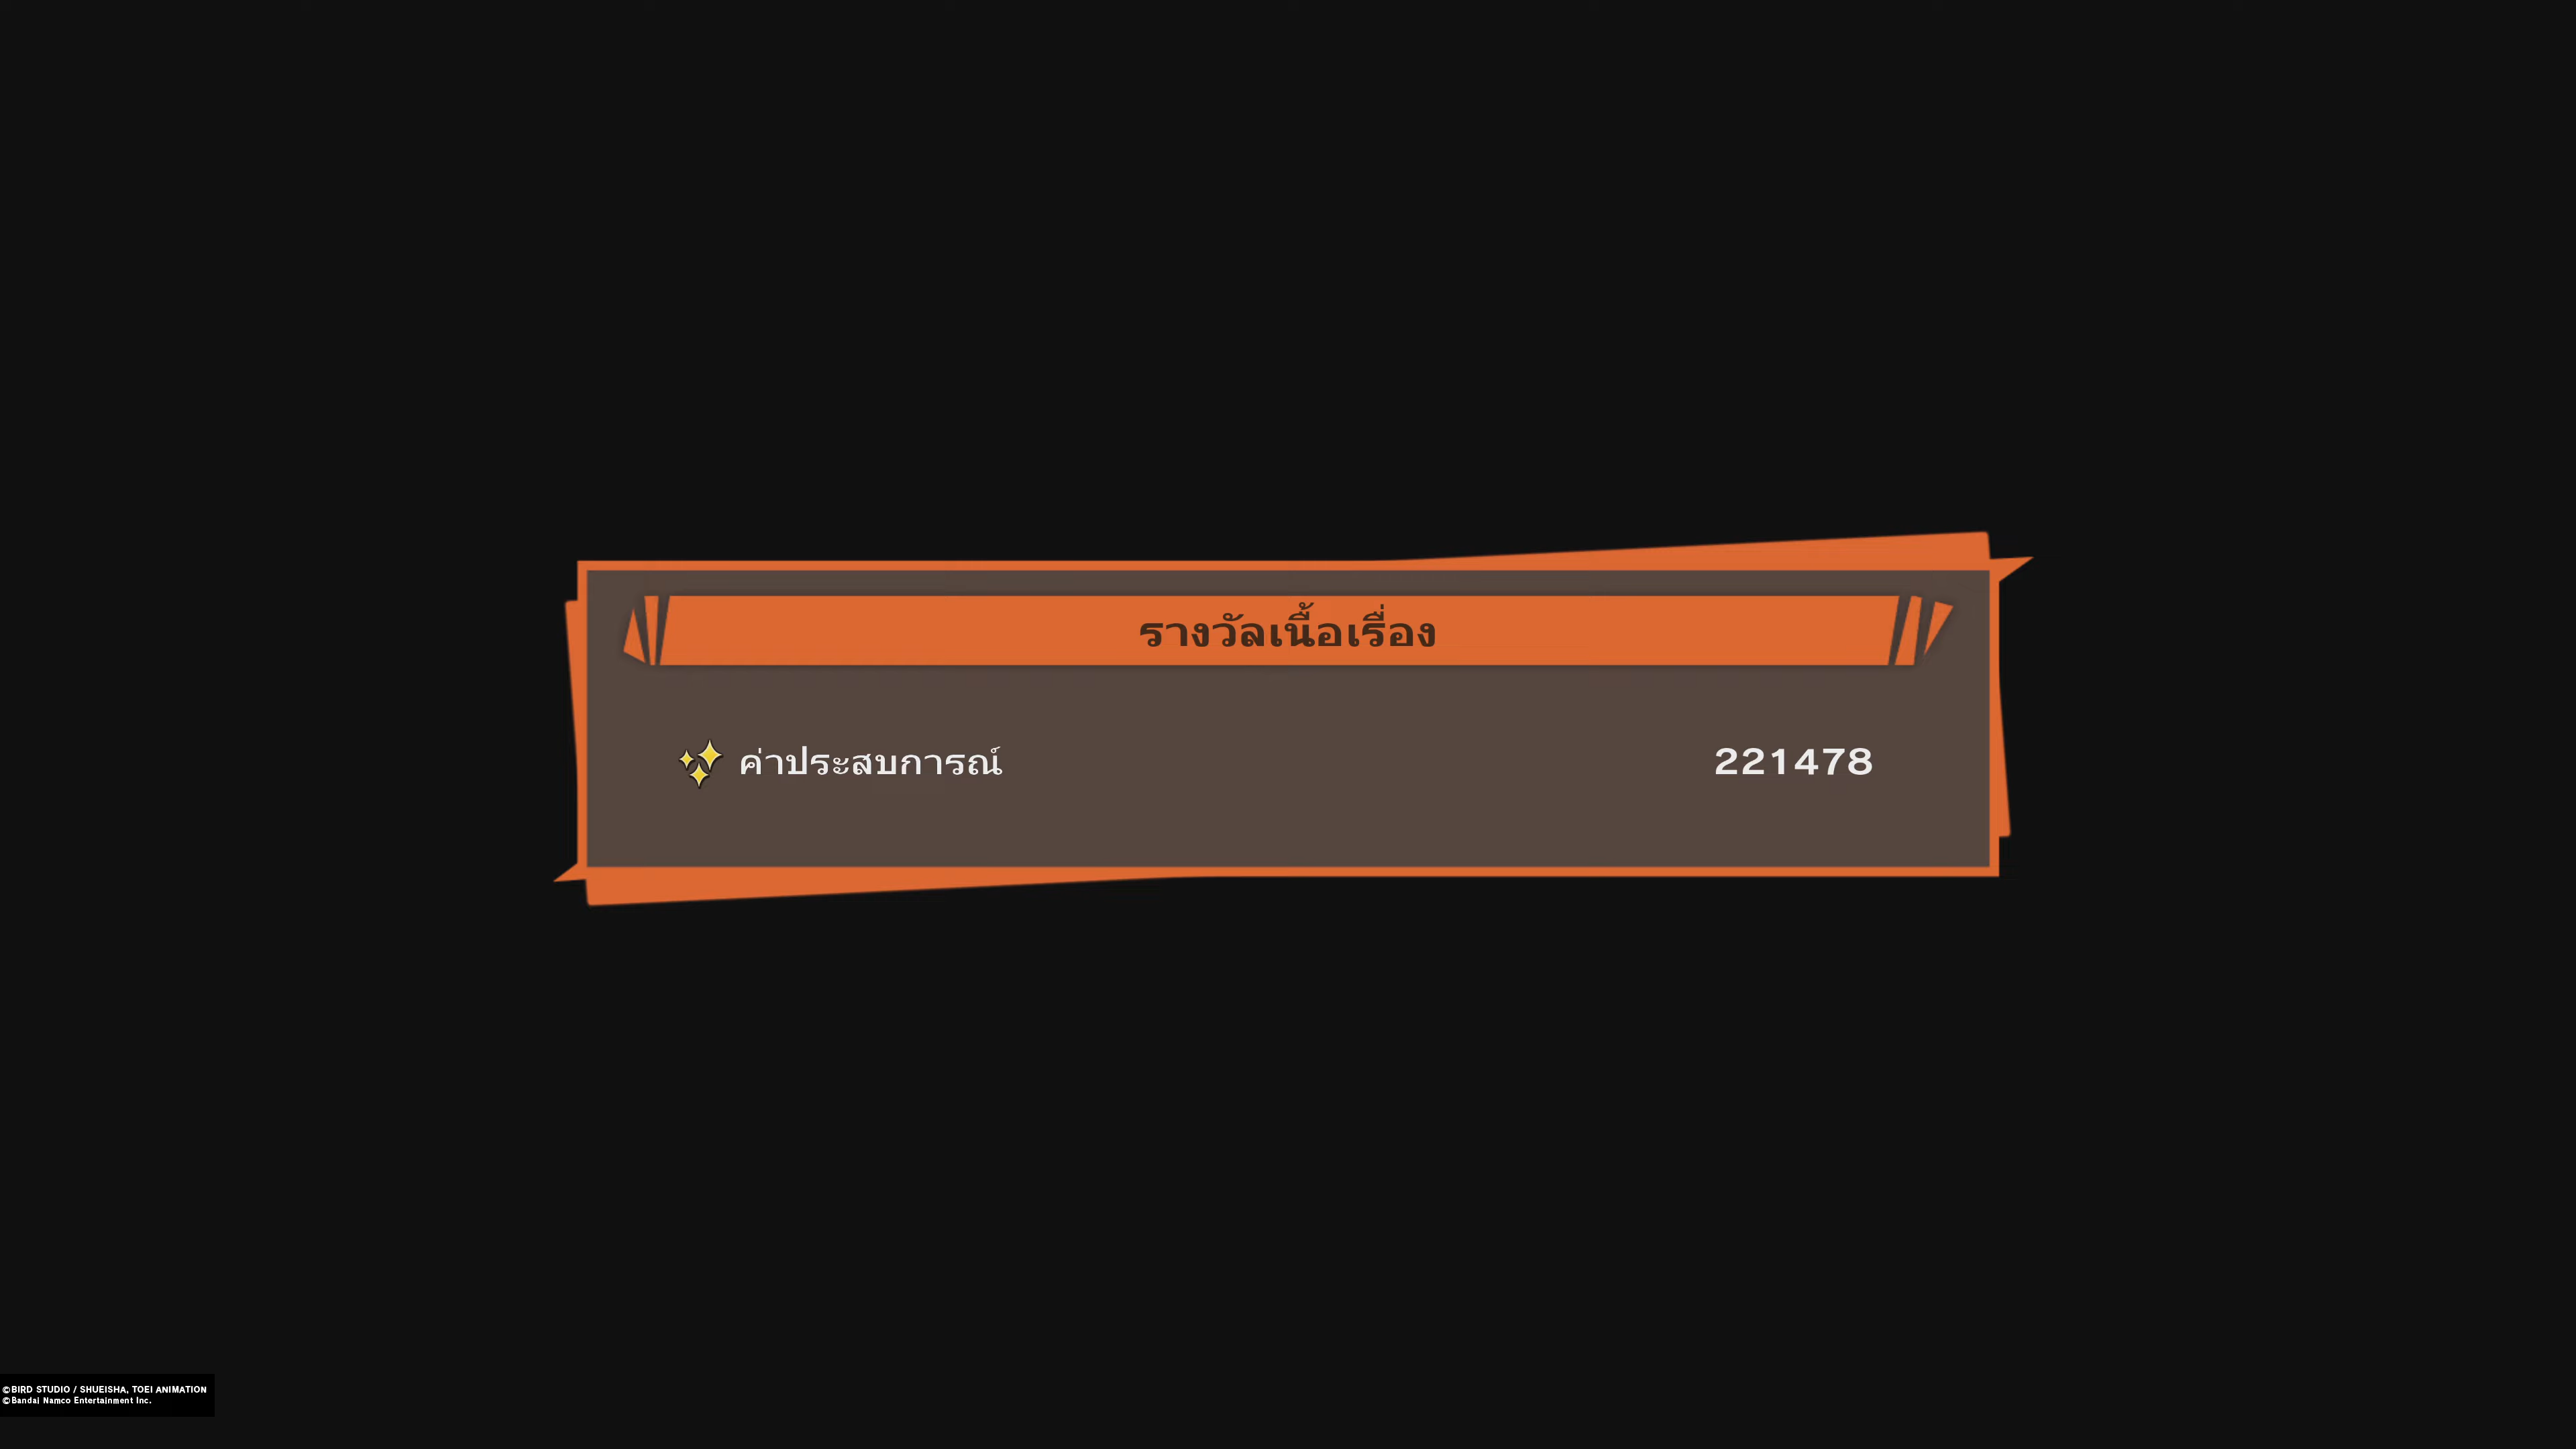 รางวัลเนื้อเรื่อง
ค่าประสบการณ์ 221478
©BIRD STUDIO / SHUEISHA, TOEI ANIMATION
©Bandai Namco Entertainment Inc.